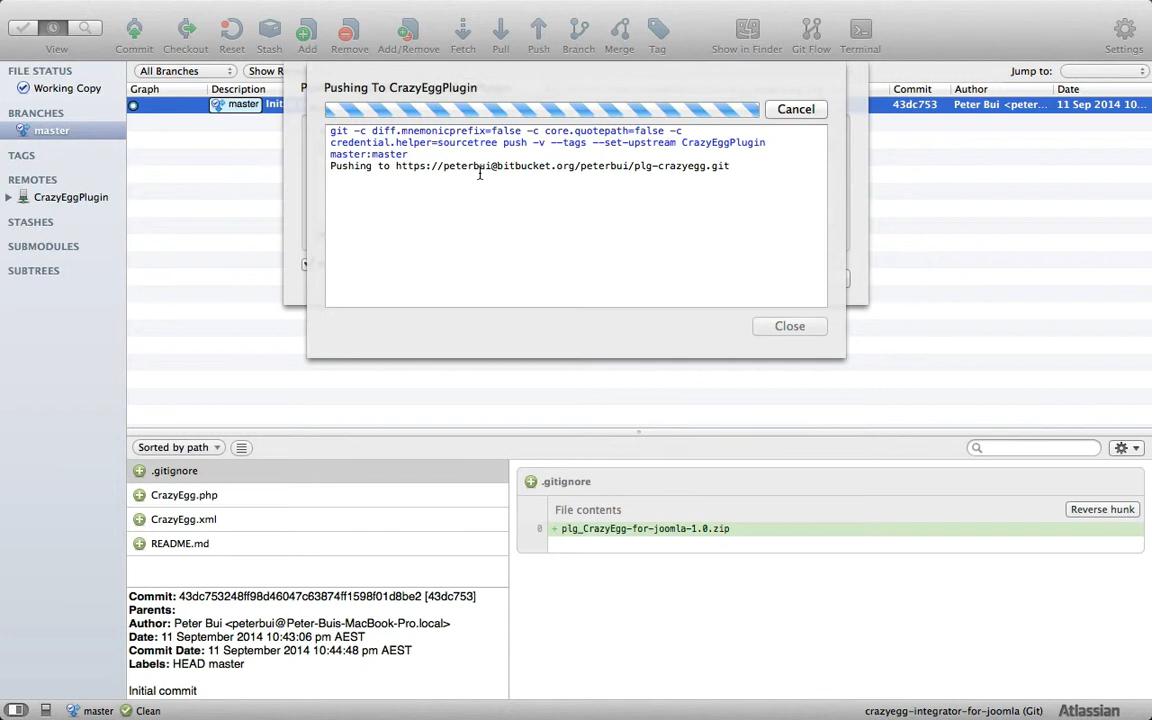 View
Commit
Checkout
Reset
Stash
Add
Remove
Add/Remove
Fetch
Pull
Push
Branch
Merge
Tag
Show in Finder
Git Flow
Terminal
Settings
FILE STATUS
Working Copy
BRANCHES
master
TAGS
REMOTES
CrazyEggPlugin
STASHES
SUBMODULES
SUBTREES
All Branches
Show R
Jump to:
Graph
Description
Commit
Author
Date
master
Init
43dc753
Peter Bui <peter...
11 Sep 2014 10...
Pushing To CrazyEggPlugin
Cancel
git -c diff.mnemonicprefix=false -c core.quotepath=false -c
credential.helper=sourcetree push -v --tags --set-upstream CrazyEggPlugin
master:master
Pushing to https://peterbui@bitbucket.org/peterbui/plg-crazyegg.git
Close
Sorted by path
.gitignore
CrazyEgg.php
CrazyEgg.xml
README.md
.gitignore
File contents
Reverse hunk
0 + plg_CrazyEgg-for-joomla-1.0.zip
Commit: 43dc753248ff98d46047c63874ff1598f01d8be2 [43dc753]
Parents:
Author: Peter Bui <peterbui@Peter-Buis-MacBook-Pro.local>
Date: 11 September 2014 10:43:06 pm AEST
Commit Date: 11 September 2014 10:44:48 pm AEST
Labels: HEAD master
Initial commit
master
Clean
crazyegg-integrator-for-joomla (Git)
Atlassian